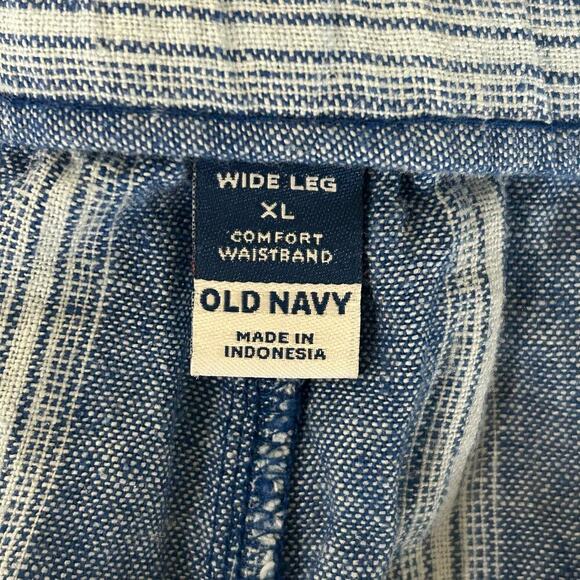 WIDE LEG
XL
COMFORT
WAISTBAND
OLD NAVY
MADE IN
INDONESIA